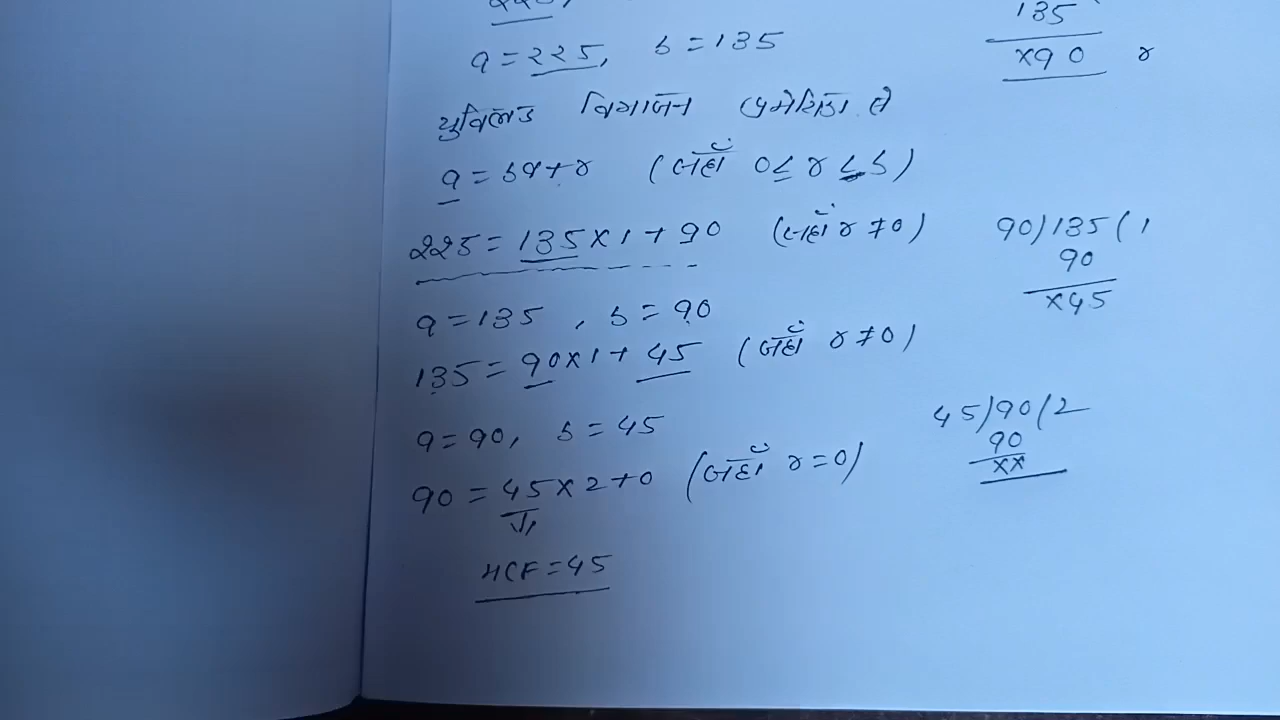 a = 225, b = 135
युक्लिड विभाजन प्रमेयिका से
a = bq + r (जहाँ 0 ≤ r < b)
225 = 135 × 1 + 90 (जहाँ r ≠ 0)
a = 135, b = 90
135 = 90 × 1 + 45 (जहाँ r ≠ 0)
a = 90, b = 45
90 = 45 × 2 + 0 (जहाँ r = 0)
HCF = 45
135
×90 r
90)135(1
90
×45
45)90(2
90
××